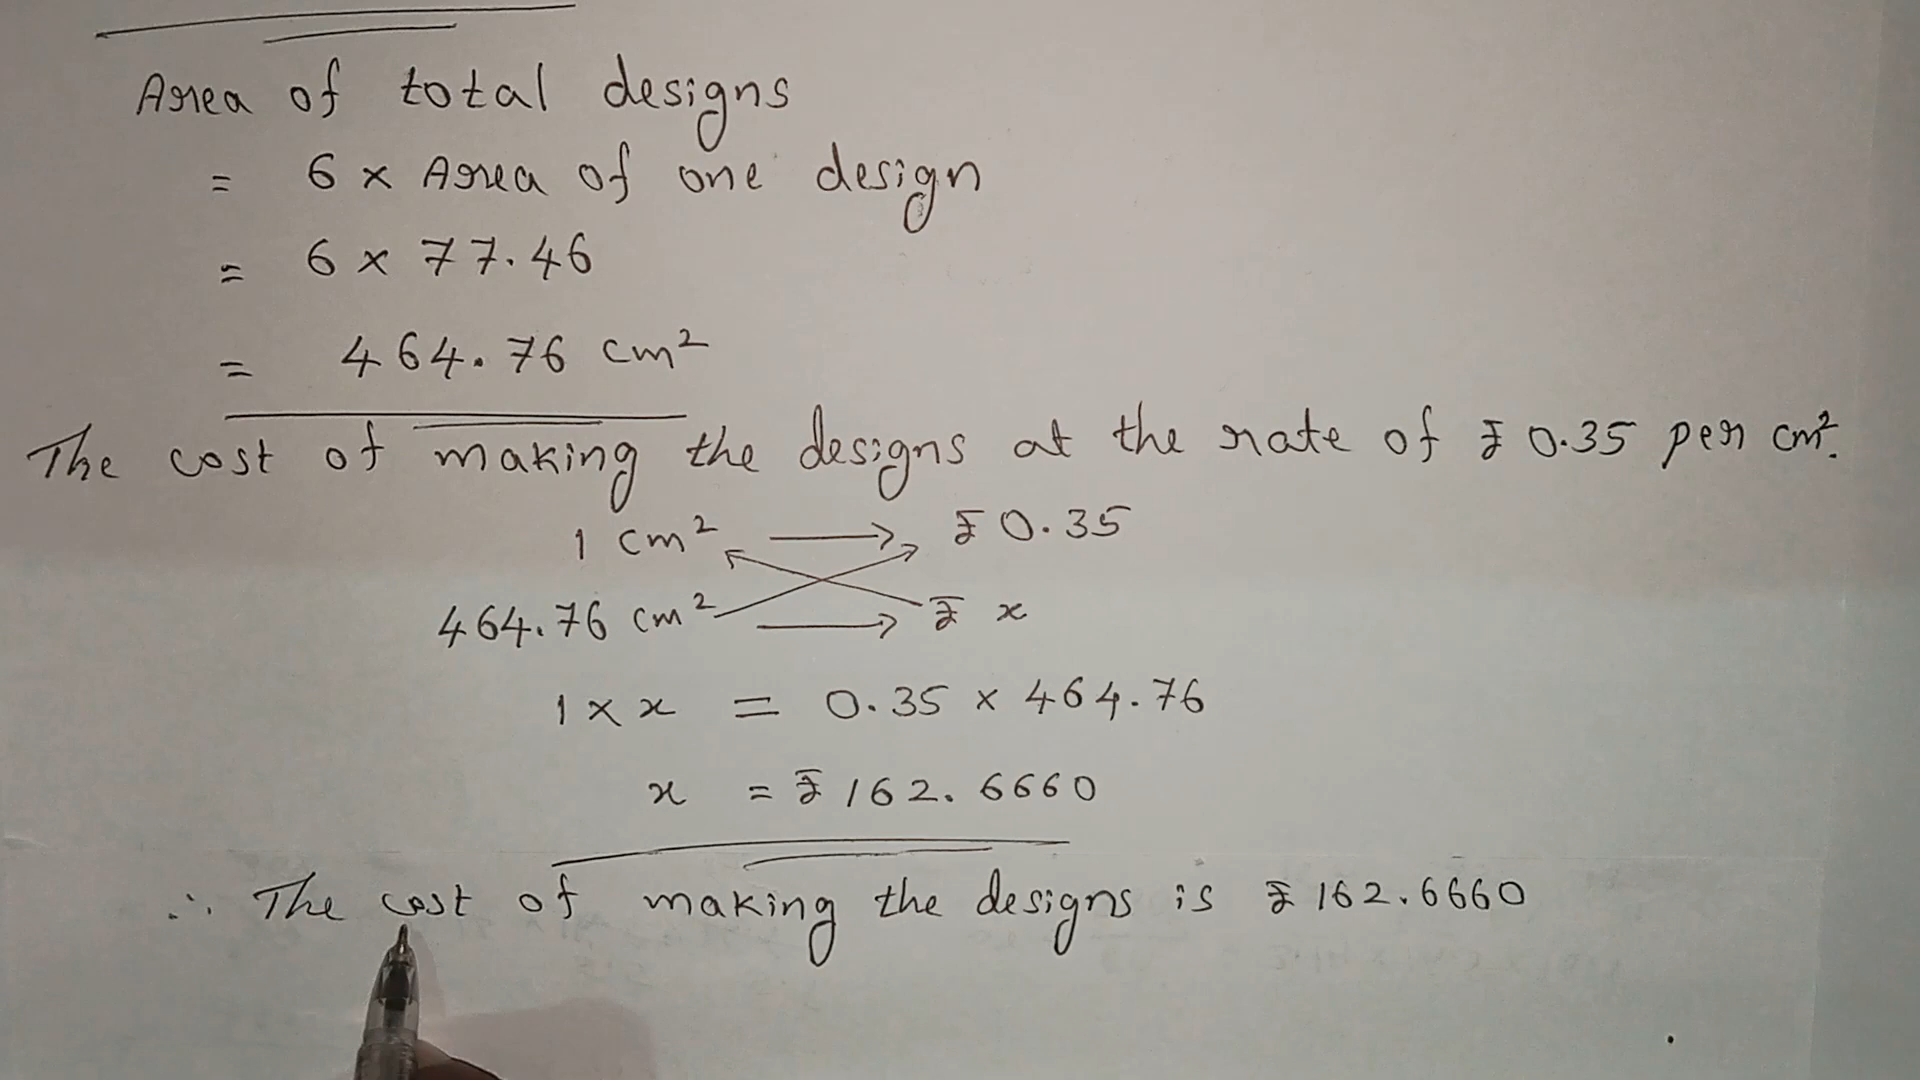 Area of total designs
= 6 × Area of one design
= 6 × 77.46
= 464.76 cm²
The cost of making the designs at the rate of ₹ 0.35 per cm².
1 cm² → ₹ 0.35
464.76 cm² → ₹ x
1 × x = 0.35 × 464.76
x = ₹ 162.6660
∴ The cost of making the designs is ₹ 162.6660